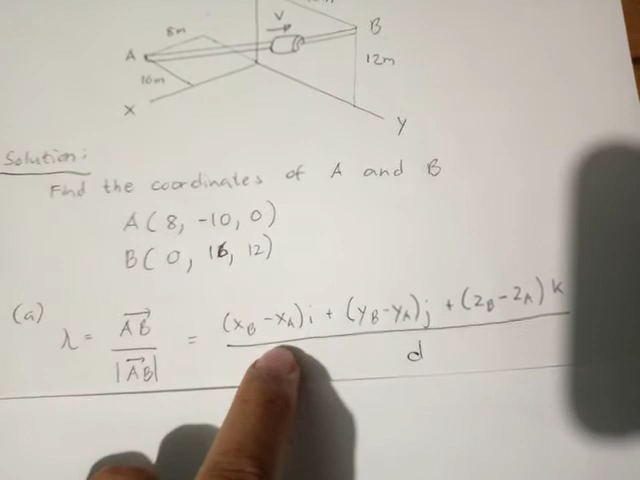 8m
V
B
A
12m
10m
X
Y
Solution:
Find the coordinates of A and B
A(8, -10, 0)
B(0, 16, 12)
(a) λ = AB / |AB| = (xB - xA)i + (yB - yA)j + (zB - zA)k / d